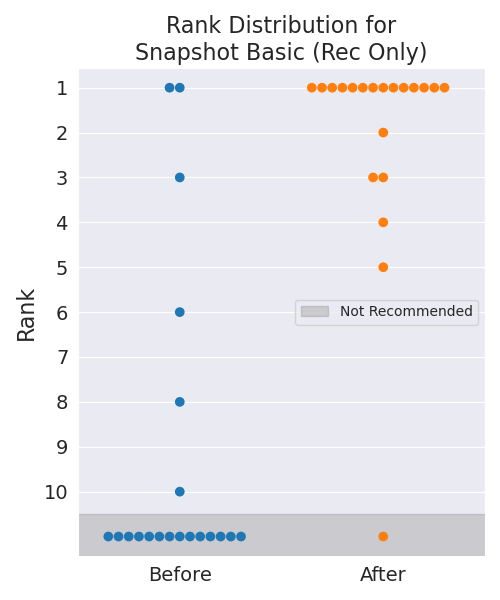 Rank Distribution for
Snapshot Basic (Rec Only)
Rank
1
2
3
4
5
6
7
8
9
10
Not Recommended
Before
After